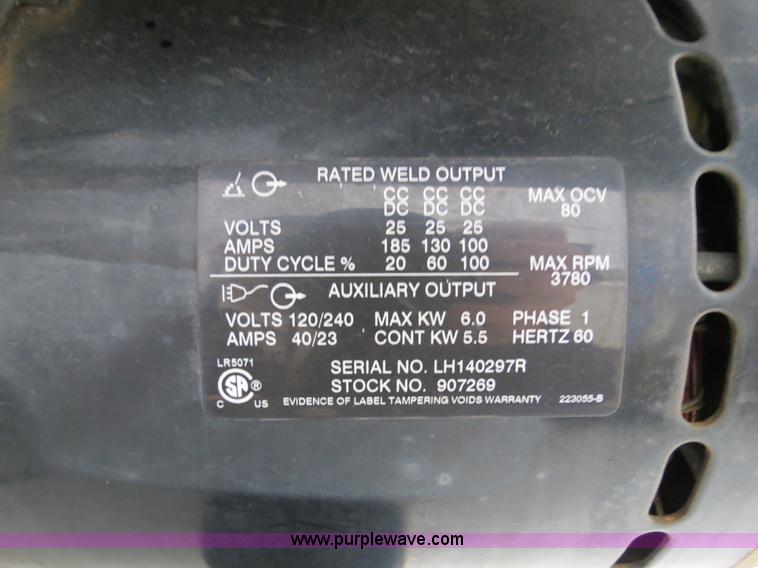 RATED WELD OUTPUT
CC CC CC
DC DC DC
MAX OCV
80
VOLTS 25 25 25
AMPS 185 130 100
DUTY CYCLE % 20 60 100
MAX RPM
3780
AUXILIARY OUTPUT
VOLTS 120/240 MAX KW 6.0 PHASE 1
AMPS 40/23 CONT KW 5.5 HERTZ 60
LR5071
SERIAL NO. LH140297R
SA ®
STOCK NO. 907269
C US
EVIDENCE OF LABEL TAMPERING VOIDS WARRANTY 223055-B
www.purplewave.com